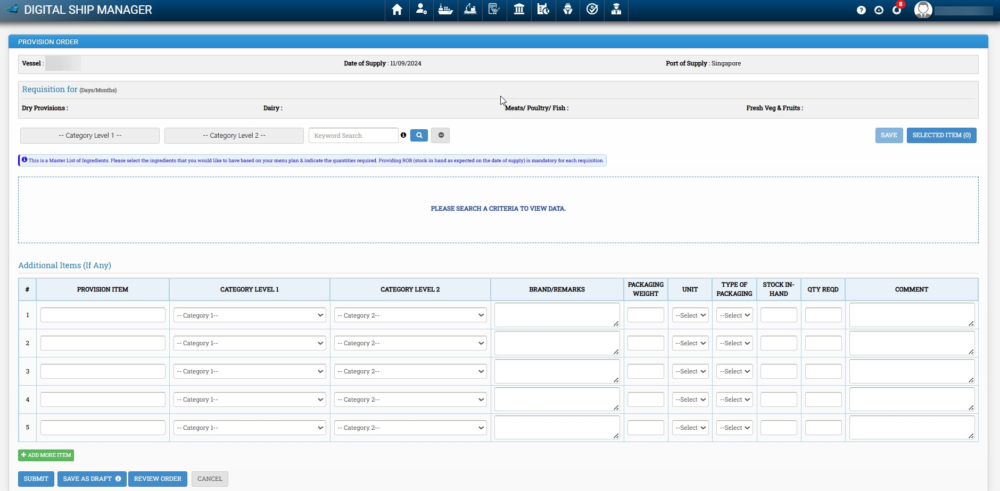 DIGITAL SHIP MANAGER
8
PROVISION ORDER
Vessel :
Date of Supply : 11/09/2024
Port of Supply : Singapore
Requisition for (Days/Months)
Dry Provisions :
Dairy :
Meats/ Poultry/ Fish :
Fresh Veg & Fruits :
-- Category Level 1 --
-- Category Level 2 --
Keyword Search
SAVE
SELECTED ITEM (0)
This is a Master List of Ingredients. Please select the ingredients that you would like to have based on your menu plan & indicate the quantities required. Providing ROB (stock in hand as expected on the date of supply) is mandatory for each requisition.
PLEASE SEARCH A CRITERIA TO VIEW DATA.
Additional Items (If Any)
# PROVISION ITEM CATEGORY LEVEL 1 CATEGORY LEVEL 2 BRAND/REMARKS PACKAGING WEIGHT UNIT TYPE OF PACKAGING STOCK IN-HAND QTY REQD COMMENT
1 -- Category 1-- -- Category 2-- --Select --Select
2 -- Category 1-- -- Category 2-- --Select --Select
3 -- Category 1-- -- Category 2-- --Select --Select
4 -- Category 1-- -- Category 2-- --Select --Select
5 -- Category 1-- -- Category 2-- --Select --Select
ADD MORE ITEM
SUBMIT
SAVE AS DRAFT
REVIEW ORDER
CANCEL